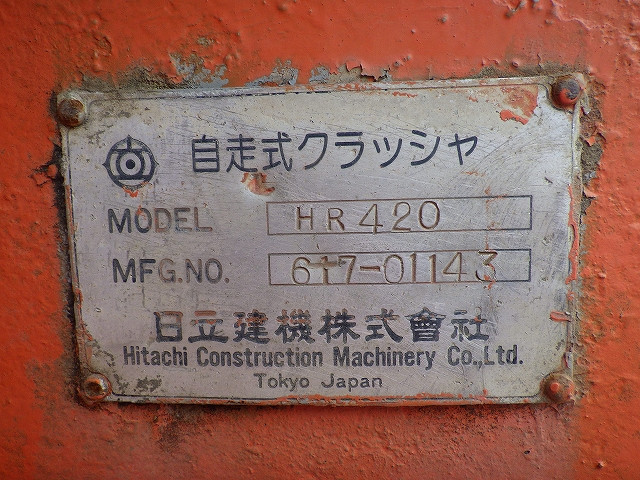 自走式クラッシャ
MODEL HR420
MFG.NO. 617-01143
日立建機株式會社
Hitachi Construction Machinery Co.,Ltd.
Tokyo Japan